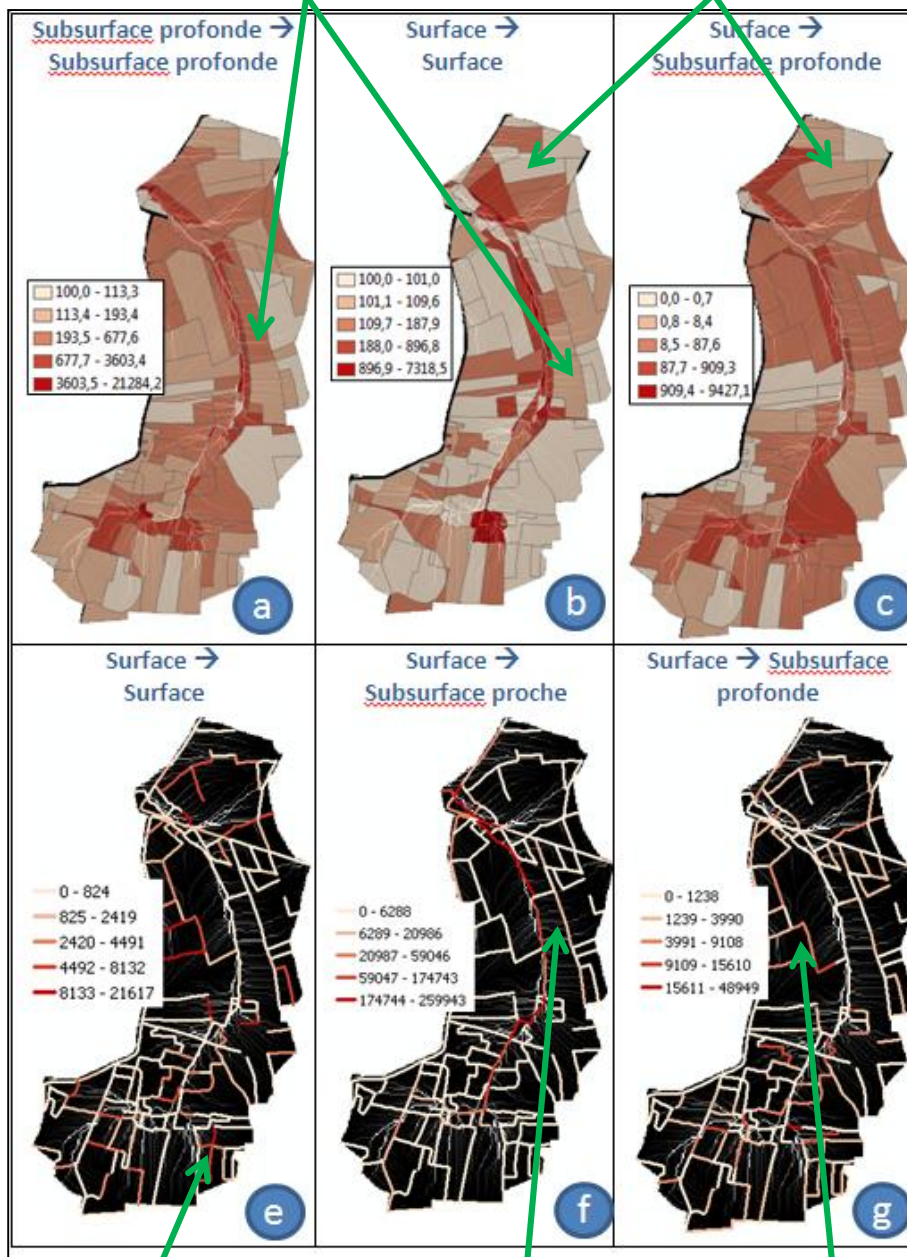 Subsurface profonde →
Subsurface profonde
Surface →
Surface
Surface →
Subsurface profonde
100,0 - 113,3
113,4 - 193,4
193,5 - 677,6
677,7 - 3603,4
3603,5 - 21284,2
100,0 - 101,0
101,1 - 109,6
109,7 - 187,9
188,0 - 896,8
896,9 - 7318,5
0,0 - 0,7
0,8 - 8,4
8,5 - 87,6
87,7 - 909,3
909,4 - 9427,1
a
b
c
Surface →
Surface
Surface →
Subsurface proche
Surface → Subsurface
profonde
0 - 824
825 - 2419
2420 - 4491
4492 - 8132
8133 - 21617
0 - 6288
6289 - 20986
20987 - 59046
59047 - 174743
174744 - 259943
0 - 1238
1239 - 3990
3991 - 9108
9109 - 15610
15611 - 48949
e
f
g